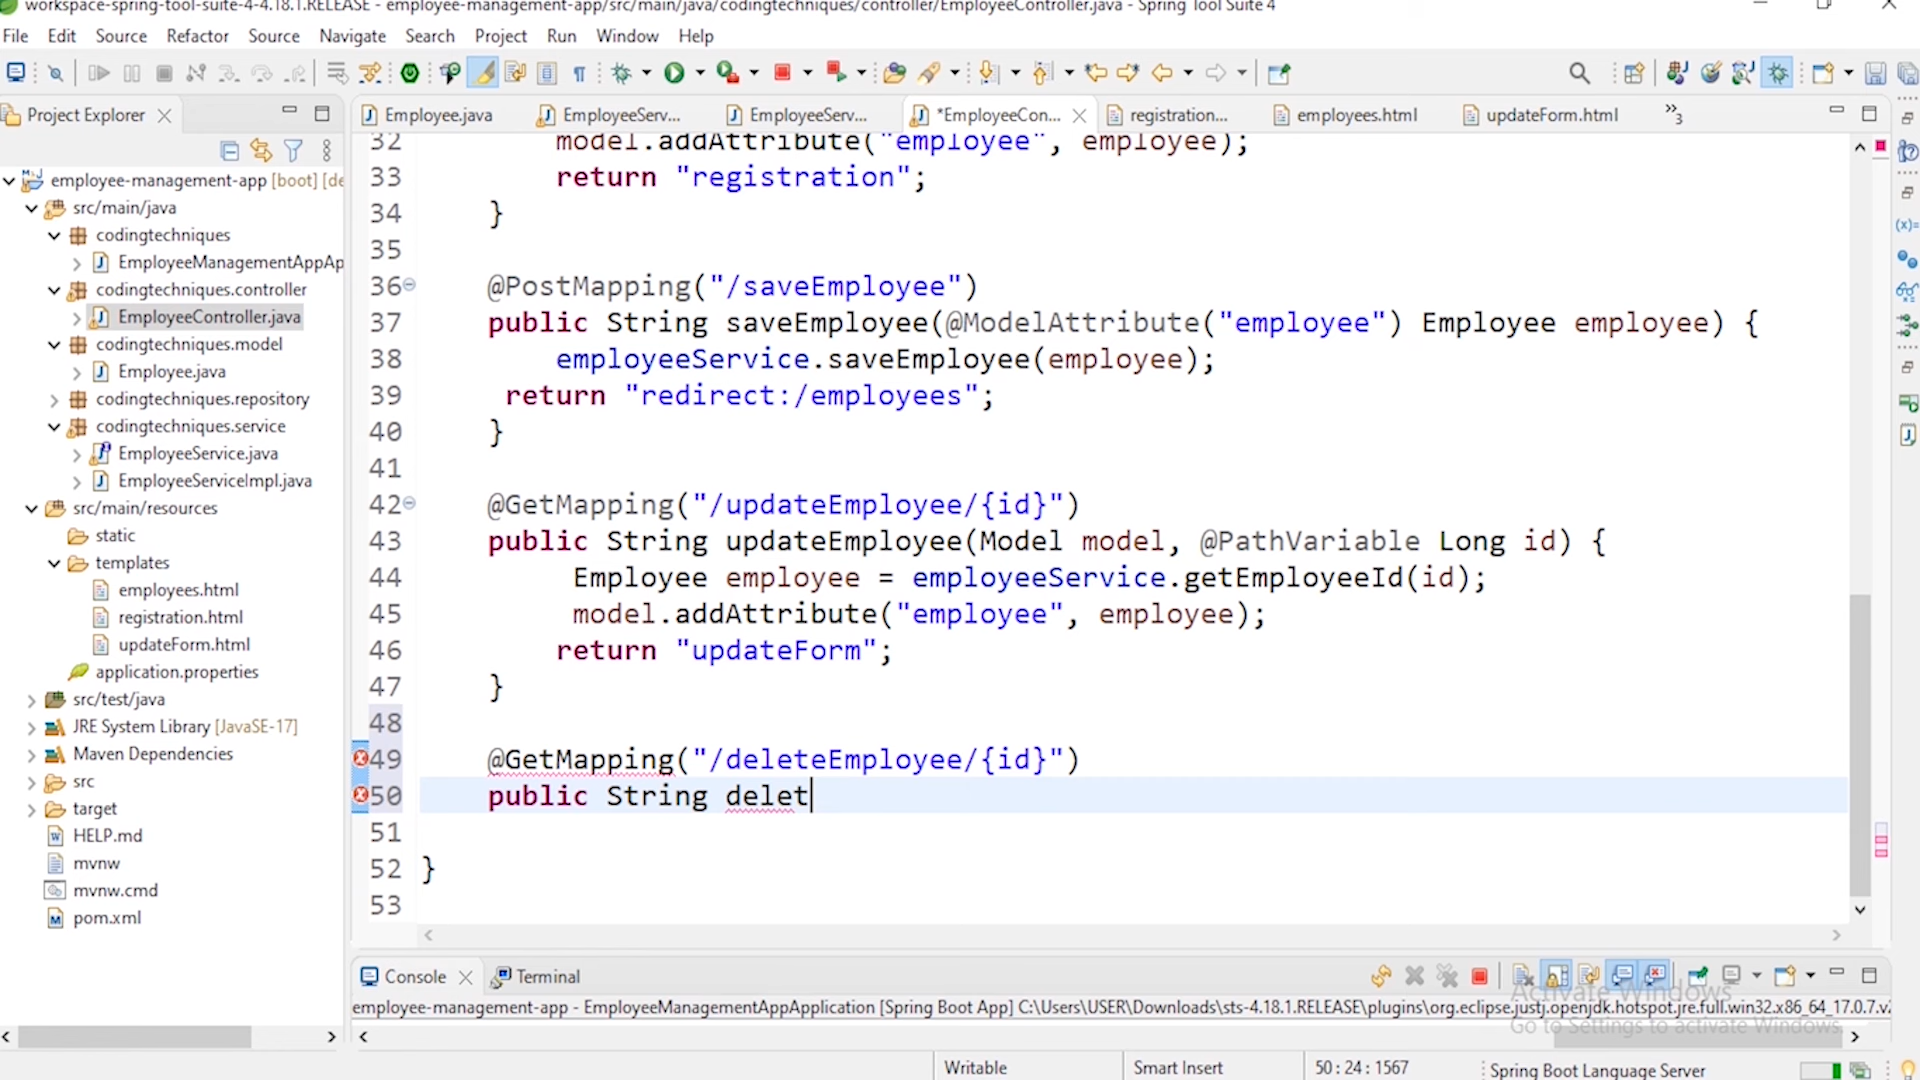 workspace-spring-tool-suite-4-4.18.1.RELEASE - employee-management-app/src/main/java/codingtechniques/controller/EmployeeController.java - Spring Tool Suite 4
File Edit Source Refactor Source Navigate Search Project Run Window Help
Project Explorer
employee-management-app [boot] [de
src/main/java
codingtechniques
EmployeeManagementAppAp
codingtechniques.controller
EmployeeController.java
codingtechniques.model
Employee.java
codingtechniques.repository
codingtechniques.service
EmployeeService.java
EmployeeServiceImpl.java
src/main/resources
static
templates
employees.html
registration.html
updateForm.html
application.properties
src/test/java
JRE System Library [JavaSE-17]
Maven Dependencies
src
target
HELP.md
mvnw
mvnw.cmd
pom.xml
Employee.java EmployeeServ... EmployeeServ... *EmployeeCon... registration... employees.html updateForm.html »3
32 model.addAttribute("employee", employee);
33 return "registration";
34 }
35
36 @PostMapping("/saveEmployee")
37 public String saveEmployee(@ModelAttribute("employee") Employee employee) {
38 employeeService.saveEmployee(employee);
39 return "redirect:/employees";
40 }
41
42 @GetMapping("/updateEmployee/{id}")
43 public String updateEmployee(Model model, @PathVariable Long id) {
44 Employee employee = employeeService.getEmployeeId(id);
45 model.addAttribute("employee", employee);
46 return "updateForm";
47 }
48
49 @GetMapping("/deleteEmployee/{id}")
50 public String delet
51
52 }
53
Console Terminal
employee-management-app - EmployeeManagementAppApplication [Spring Boot App] C:\Users\USER\Downloads\sts-4.18.1.RELEASE\plugins\org.eclipse.justj.openjdk.hotspot.jre.full.win32.x86_64_17.0.7.v
Activate Windows
Go to Settings to activate Windows.
Writable Smart Insert 50 : 24 : 1567 Spring Boot Language Server